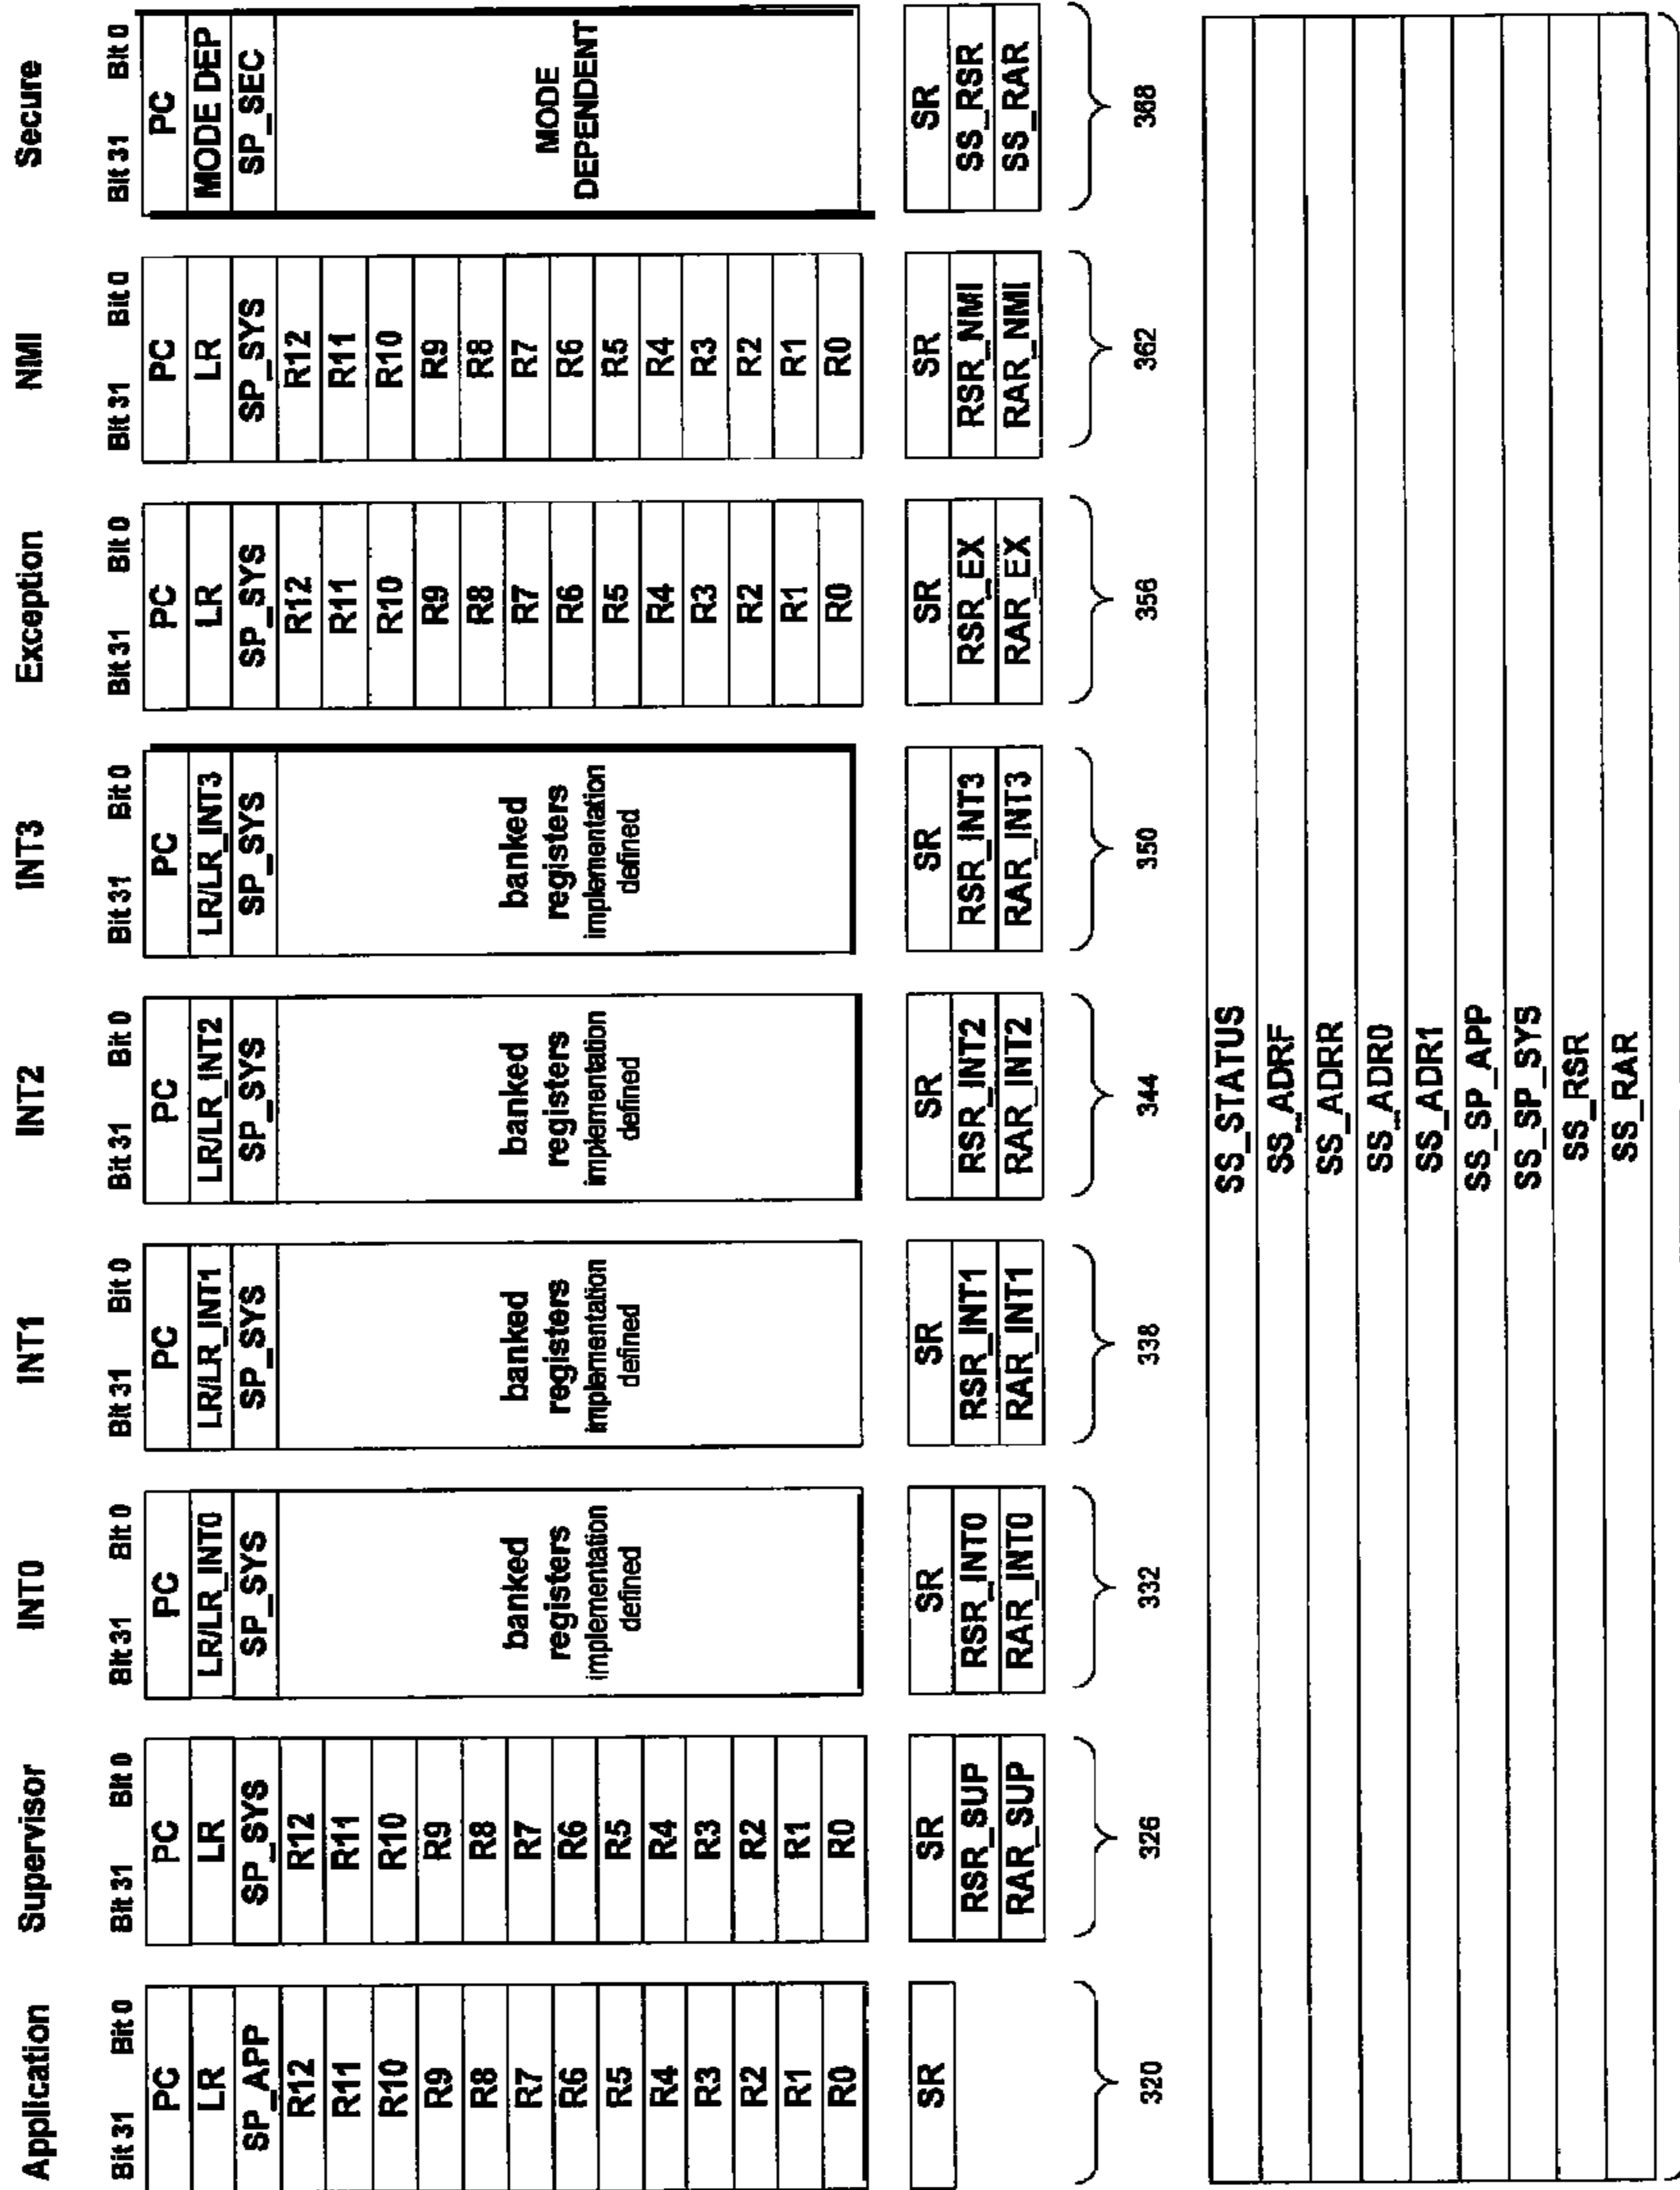 Application Supervisor INT0 INT1 INT2 INT3 Exception NMI Secure
Bit 31 Bit 0 Bit 31 Bit 0 Bit 31 Bit 0 Bit 31 Bit 0 Bit 31 Bit 0 Bit 31 Bit 0 Bit 31 Bit 0 Bit 31 Bit 0 Bit 31 Bit 0
PC PC PC PC PC PC PC PC PC
LR LR LR/LR_INT0 LR/LR_INT1 LR/LR_INT2 LR/LR_INT3 LR LR MODE DEP
SP_APP SP_SYS SP_SYS SP_SYS SP_SYS SP_SYS SP_SYS SP_SYS SP_SEC
R12 R12 R12 R12
R11 R11 R11 R11
R10 R10 R10 R10
R9 R9 R9 R9
R8 R8 R8 R8
R7 R7 banked banked banked banked R7 R7 MODE
R6 R6 registers registers registers registers R6 R6 DEPENDENT
R5 R5 implementation implementation implementation implementation R5 R5
R4 R4 defined defined defined defined R4 R4
R3 R3 R3 R3
R2 R2 R2 R2
R1 R1 R1 R1
R0 R0 R0 R0
SR SR SR SR SR SR SR SR SR
RSR_SUP RSR_INT0 RSR_INT1 RSR_INT2 RSR_INT3 RSR_EX RSR_NMI SS_RSR
RAR_SUP RAR_INT0 RAR_INT1 RAR_INT2 RAR_INT3 RAR_EX RAR_NMI SS_RAR
320 326 332 338 344 350 356 362 368
SS_STATUS
SS_ADRF
SS_ADRR
SS_ADR0
SS_ADR1
SS_SP_APP
SS_SP_SYS
SS_RSR
SS_RAR